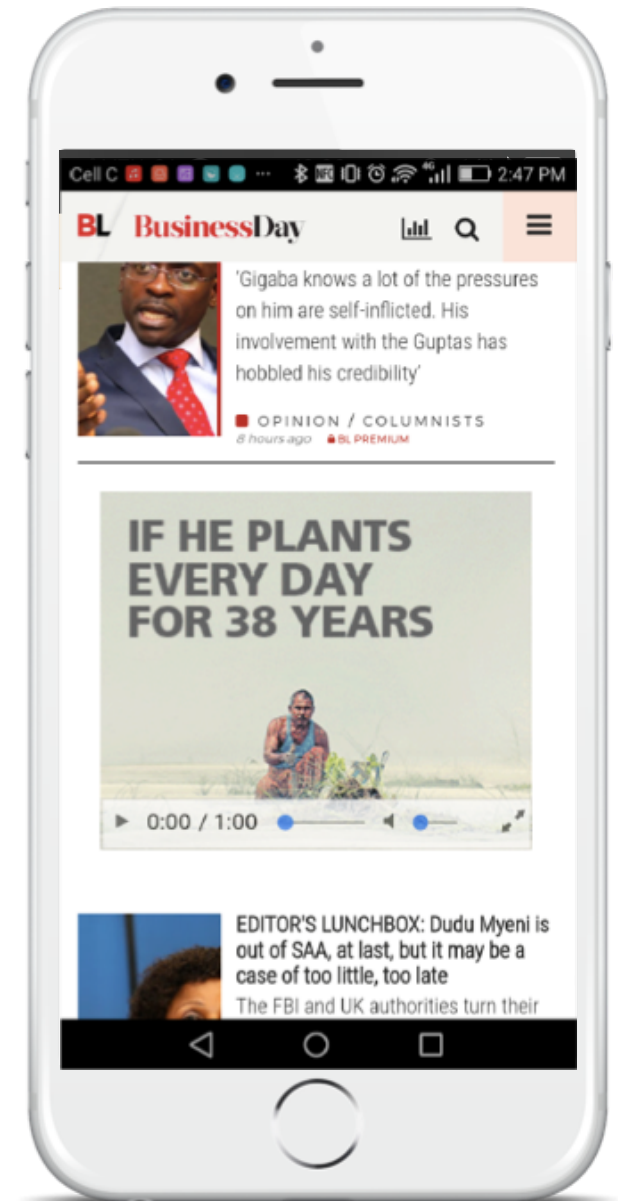 Cell C NFC 4G 2:47 PM
BL BusinessDay
'Gigaba knows a lot of the pressures
on him are self-inflicted. His
involvement with the Guptas has
hobbled his credibility'
OPINION / COLUMNISTS
8 hours ago BL PREMIUM
IF HE PLANTS
EVERY DAY
FOR 38 YEARS
0:00 / 1:00
EDITOR'S LUNCHBOX: Dudu Myeni is
out of SAA, at last, but it may be a
case of too little, too late
The FBI and UK authorities turn their